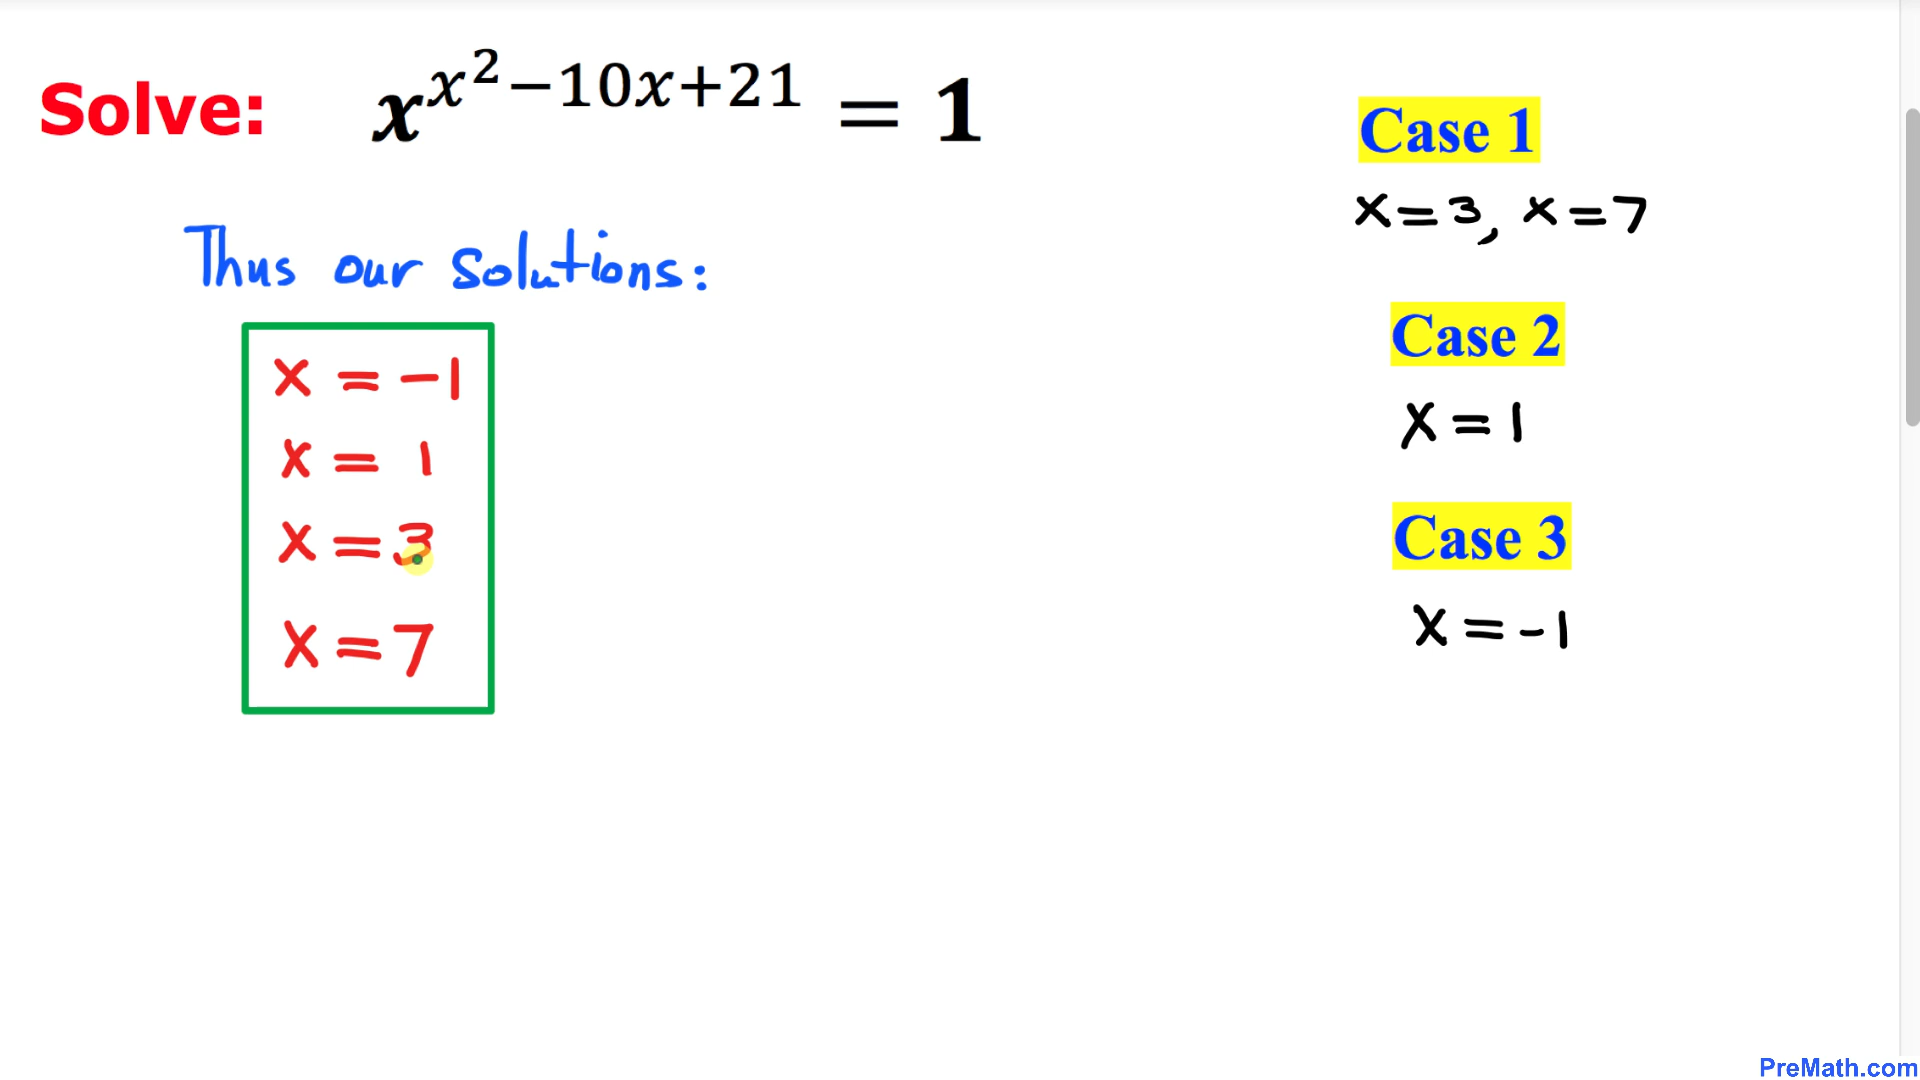 Solve: x^{x^2−10x+21} = 1
Thus our solutions:
x = -1
x = 1
x = 3
x = 7
Case 1
x = 3, x = 7
Case 2
x = 1
Case 3
x = -1
PreMath.com